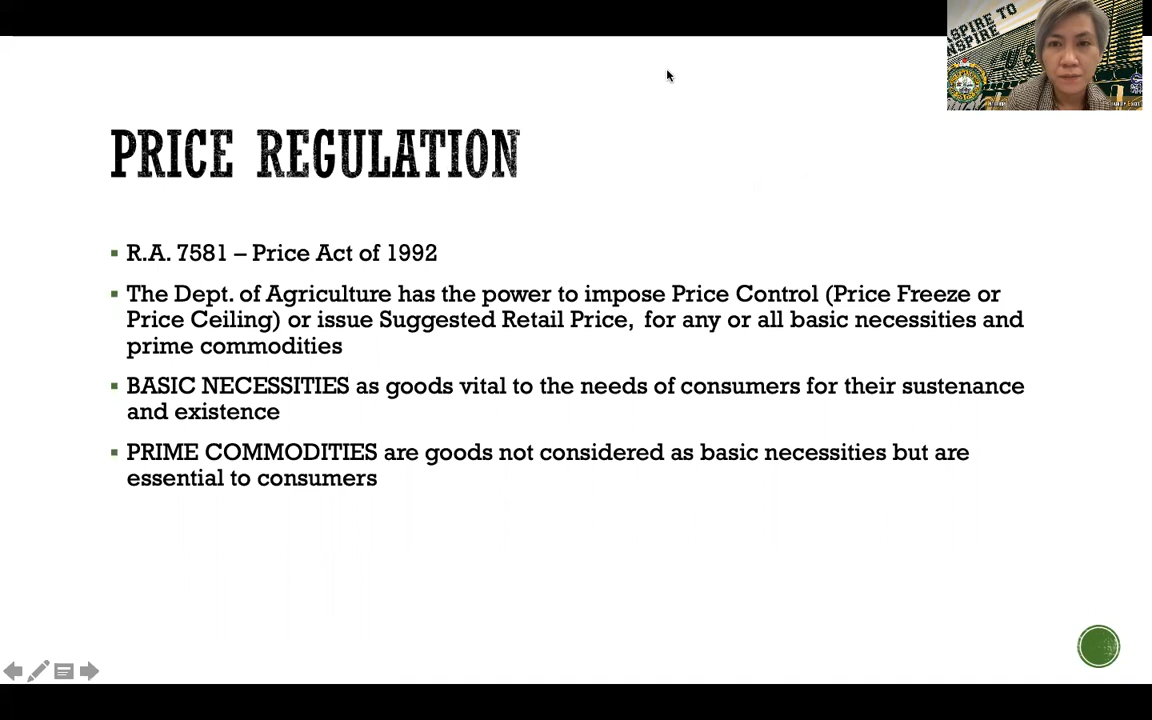 ASPIRE TO
INSPIRE
PRICE REGULATION
▪ R.A. 7581 – Price Act of 1992
▪ The Dept. of Agriculture has the power to impose Price Control (Price Freeze or
Price Ceiling) or issue Suggested Retail Price, for any or all basic necessities and
prime commodities
▪ BASIC NECESSITIES as goods vital to the needs of consumers for their sustenance
and existence
▪ PRIME COMMODITIES are goods not considered as basic necessities but are
essential to consumers